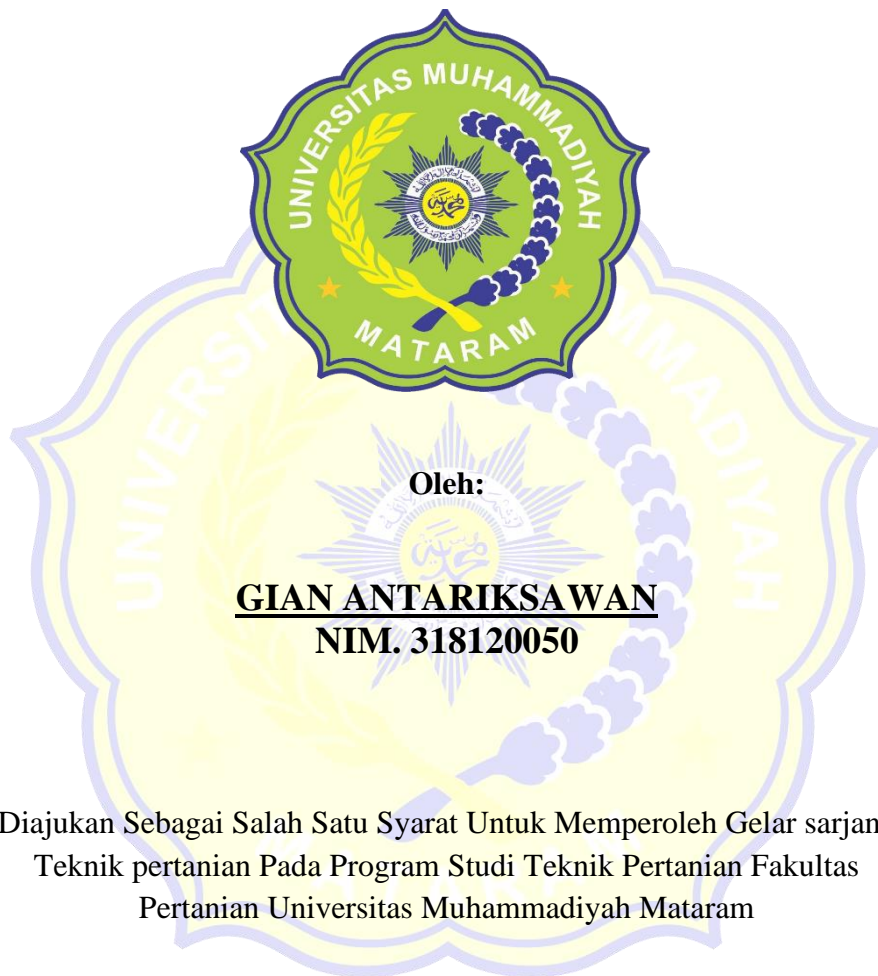 UNIVERSITAS MUHAMMADIYAH
MATARAM
Oleh:
GIAN ANTARIKSAWAN
NIM. 318120050
Diajukan Sebagai Salah Satu Syarat Untuk Memperoleh Gelar sarjan
Teknik pertanian Pada Program Studi Teknik Pertanian Fakultas
Pertanian Universitas Muhammadiyah Mataram